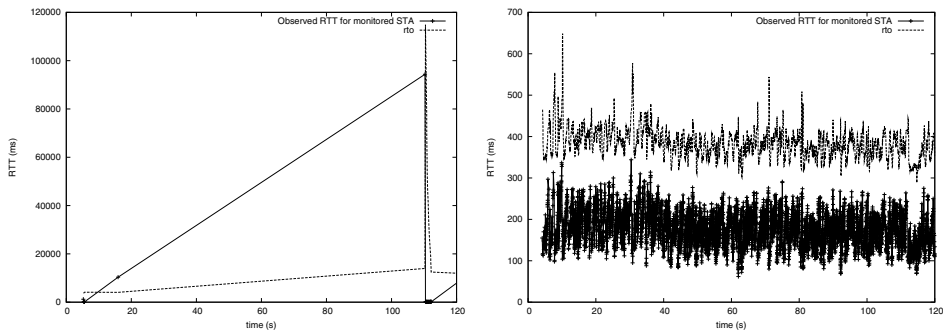 120000
100000
80000
60000
40000
20000
0
RTT (ms)
0 20 40 60 80 100 120
time (s)
Observed RTT for monitored STA
rto
700
600
500
400
300
200
100
0
RTT (ms)
0 20 40 60 80 100 120
time (s)
Observed RTT for monitored STA
rto